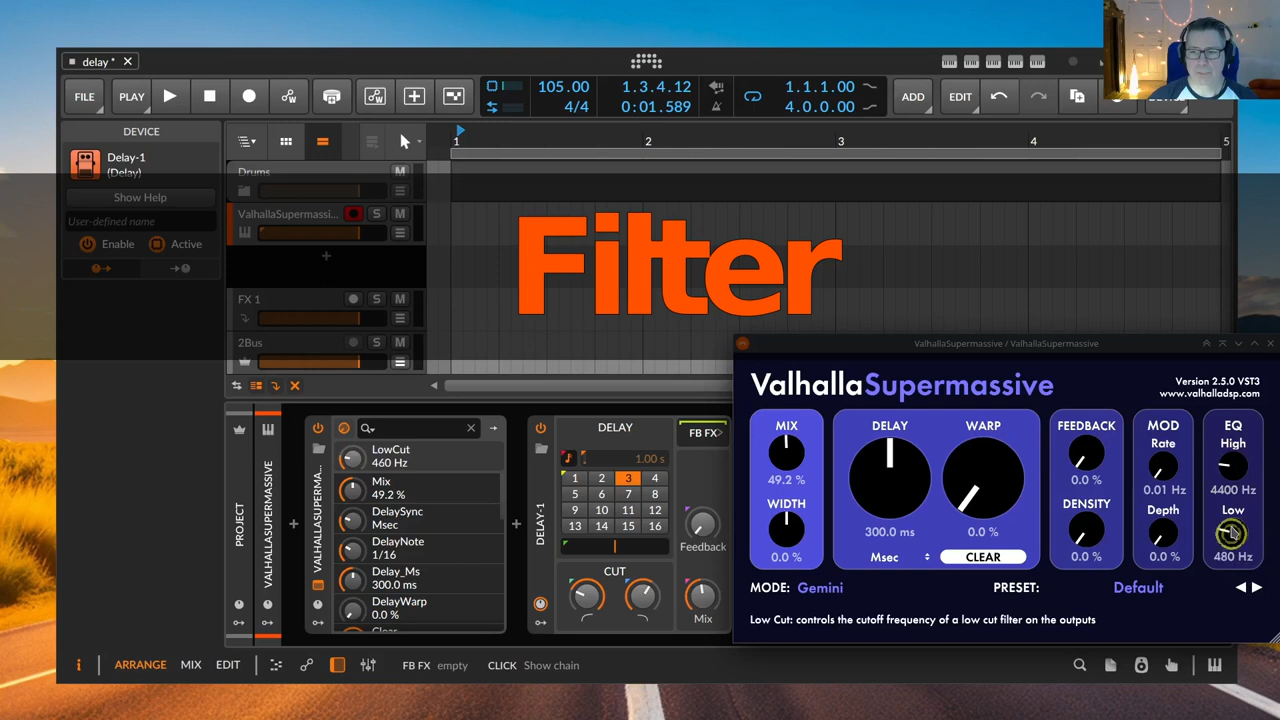 delay *
FILE
PLAY
105.00
4/4
1.3.4.12
0:01.589
1.1.1.00
4.0.0.00
ADD
EDIT
DEVICE
Delay-1
(Delay)
Show Help
User-defined name
Enable
Active
1
2
3
4
5
Drums
M
ValhallaSupermassi...
S
M
FX 1
S
M
2Bus
S
M
Filter
PROJECT
VALHALLASUPERMASSIVE
VALHALLASUPERMA...
LowCut
460 Hz
Mix
49.2 %
DelaySync
Msec
DelayNote
1/16
Delay_Ms
300.0 ms
DelayWarp
0.0 %
Clear
DELAY-1
DELAY
1.00 s
1 2 3 4
5 6 7 8
9 10 11 12
13 14 15 16
CUT
FB FX>
Feedback
Mix
ValhallaSupermassive / ValhallaSupermassive
ValhallaSupermassive
Version 2.5.0 VST3
www.valhalladsp.com
MIX
49.2 %
WIDTH
0.0 %
DELAY
300.0 ms
Msec
WARP
0.0 %
CLEAR
FEEDBACK
0.0 %
DENSITY
0.0 %
MOD
Rate
0.01 Hz
Depth
0.0 %
EQ
High
4400 Hz
Low
480 Hz
MODE: Gemini
PRESET: Default
Low Cut: controls the cutoff frequency of a low cut filter on the outputs
i
ARRANGE
MIX
EDIT
FB FX empty
CLICK Show chain